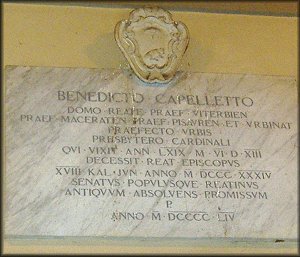 BENEDICTO CAPELLETTO
DOMO REATE PRAEF VITERBIEN
PRAEF MACERATEN PRAEF PISVREN ET VRBINAT
PRAEFECTO VRBIS
PRESBYTERO CARDINALI
QVI VIXIT ANN LXIX M VI D XIII
DECESSIT REAT EPISCOPVS
XVIII KAL IVN ANNO M DCCC XXXIV
SENATVS POPVLVSQVE REATINVS
ANTIQVVM ABSOLVENS PROMISSVM
P
ANNO M DCCCC LIV